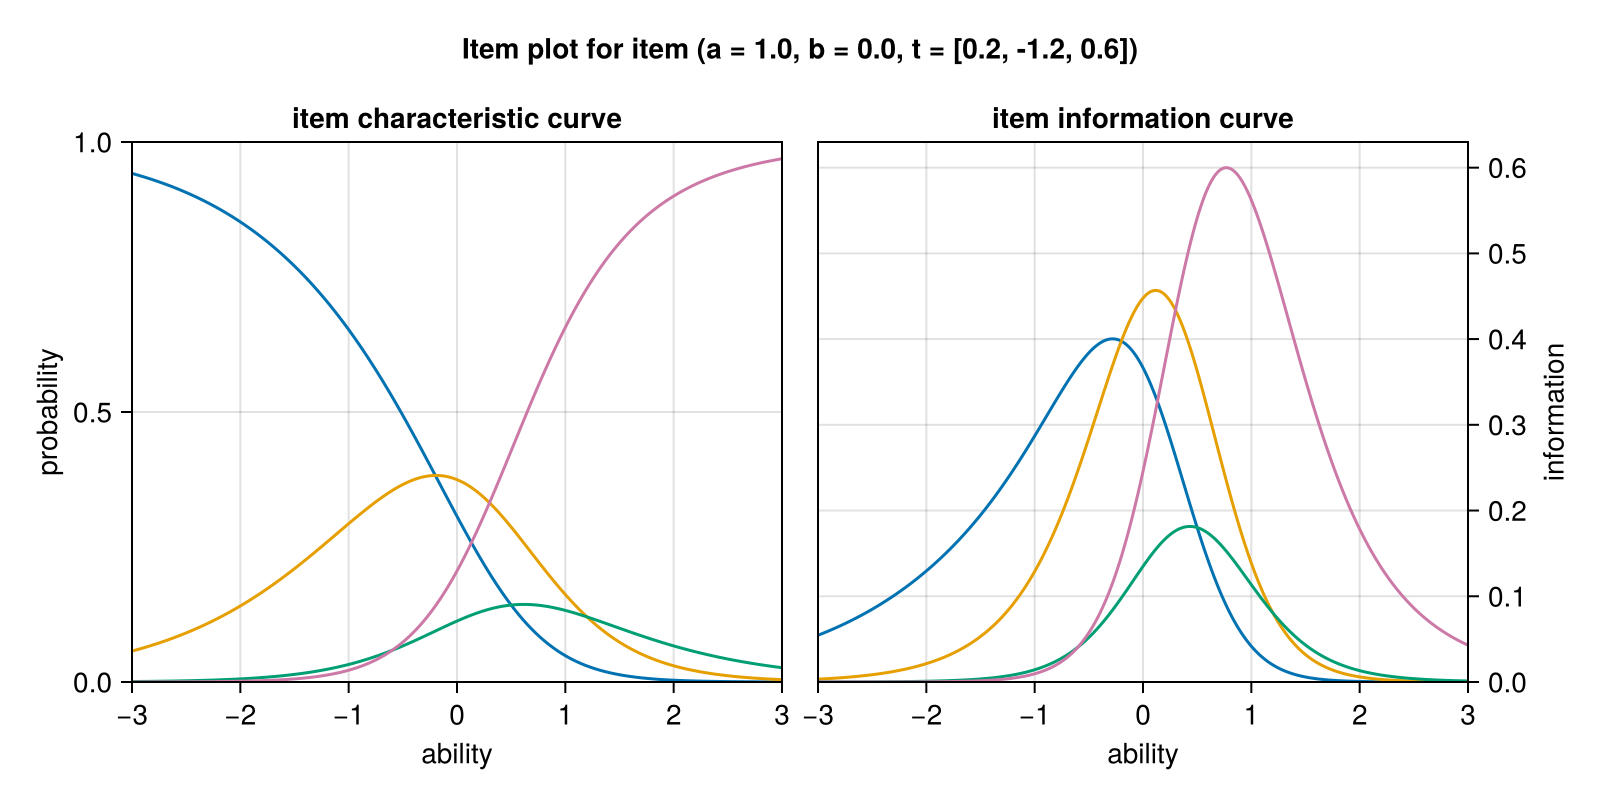 Item plot for item (a = 1.0, b = 0.0, t = [0.2, -1.2, 0.6])
item characteristic curve
item information curve
1.0
0.5
0.0
probability
−3 −2 −1 0 1 2 3
ability
0.6
0.5
0.4
0.3
0.2
0.1
0.0
information
−3 −2 −1 0 1 2 3
ability